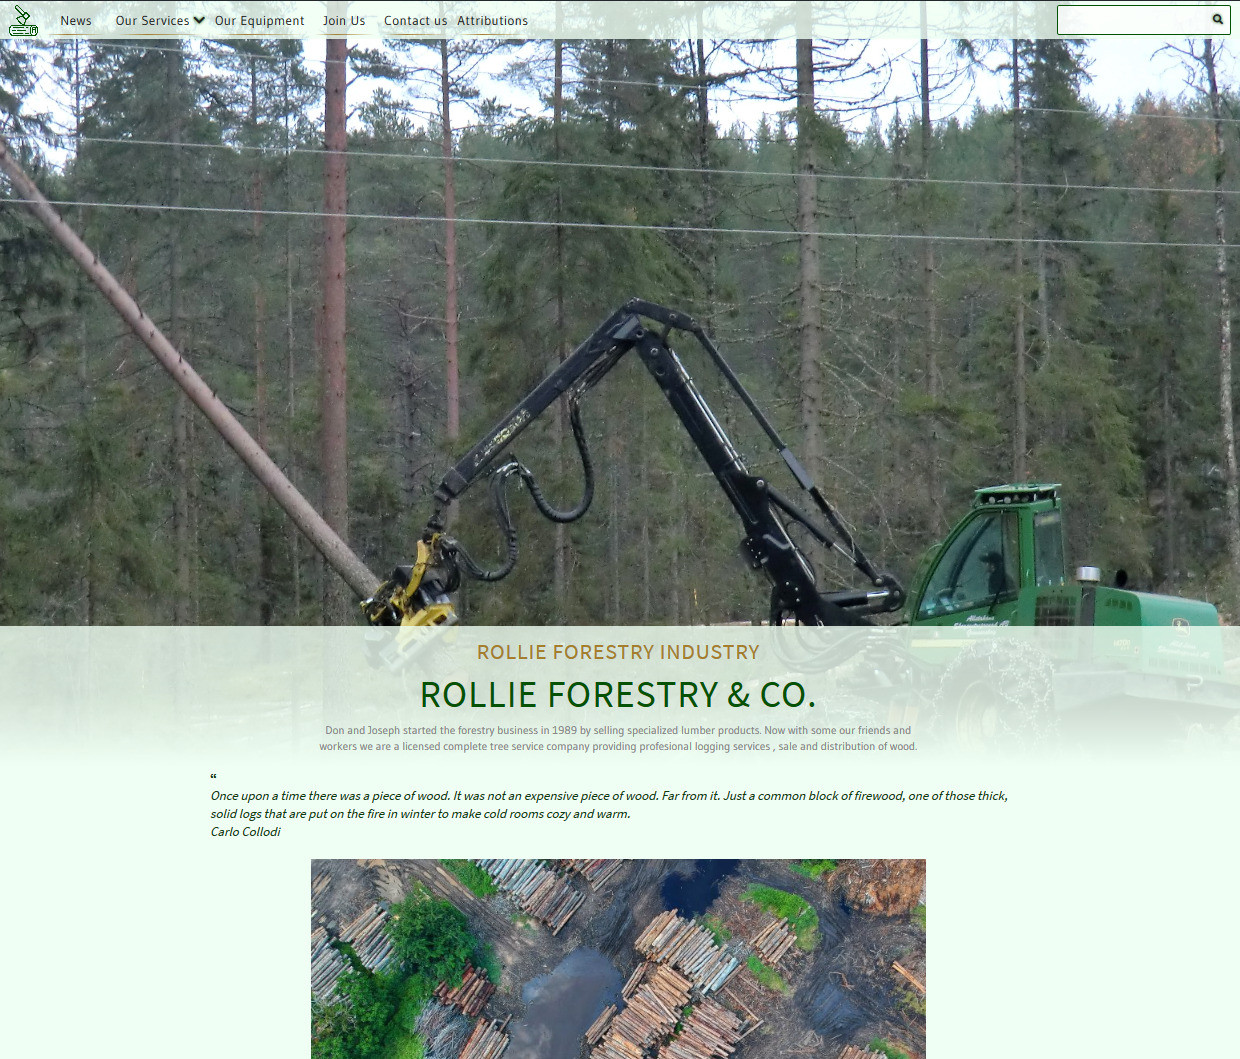 News
Our Services
Our Equipment
Join Us
Contact us
Attributions
ROLLIE FORESTRY INDUSTRY
ROLLIE FORESTRY & CO.
Don and Joseph started the forestry business in 1989 by selling specialized lumber products. Now with some our friends and
workers we are a licensed complete tree service company providing profesional logging services , sale and distribution of wood.
“
Once upon a time there was a piece of wood. It was not an expensive piece of wood. Far from it. Just a common block of firewood, one of those thick,
solid logs that are put on the fire in winter to make cold rooms cozy and warm.
Carlo Collodi